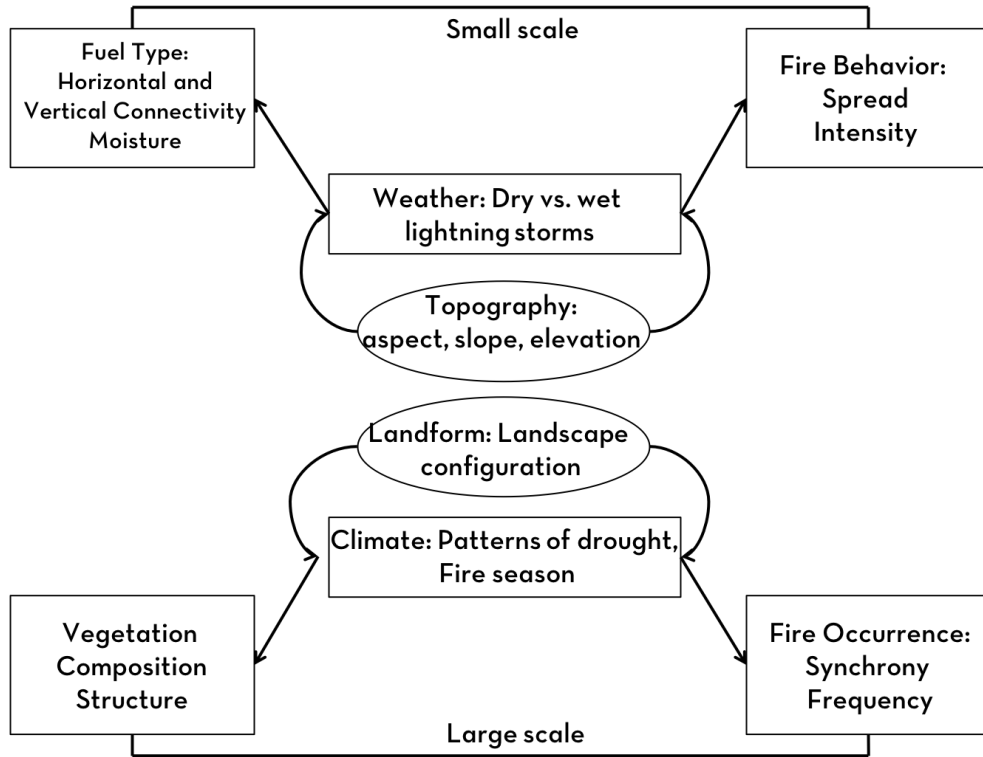 Small scale
Fuel Type:
Horizontal and
Vertical Connectivity
Moisture
Fire Behavior:
Spread
Intensity
Weather: Dry vs. wet
lightning storms
Topography:
aspect, slope, elevation
Landform: Landscape
configuration
Climate: Patterns of drought,
Fire season
Vegetation
Composition
Structure
Fire Occurrence:
Synchrony
Frequency
Large scale